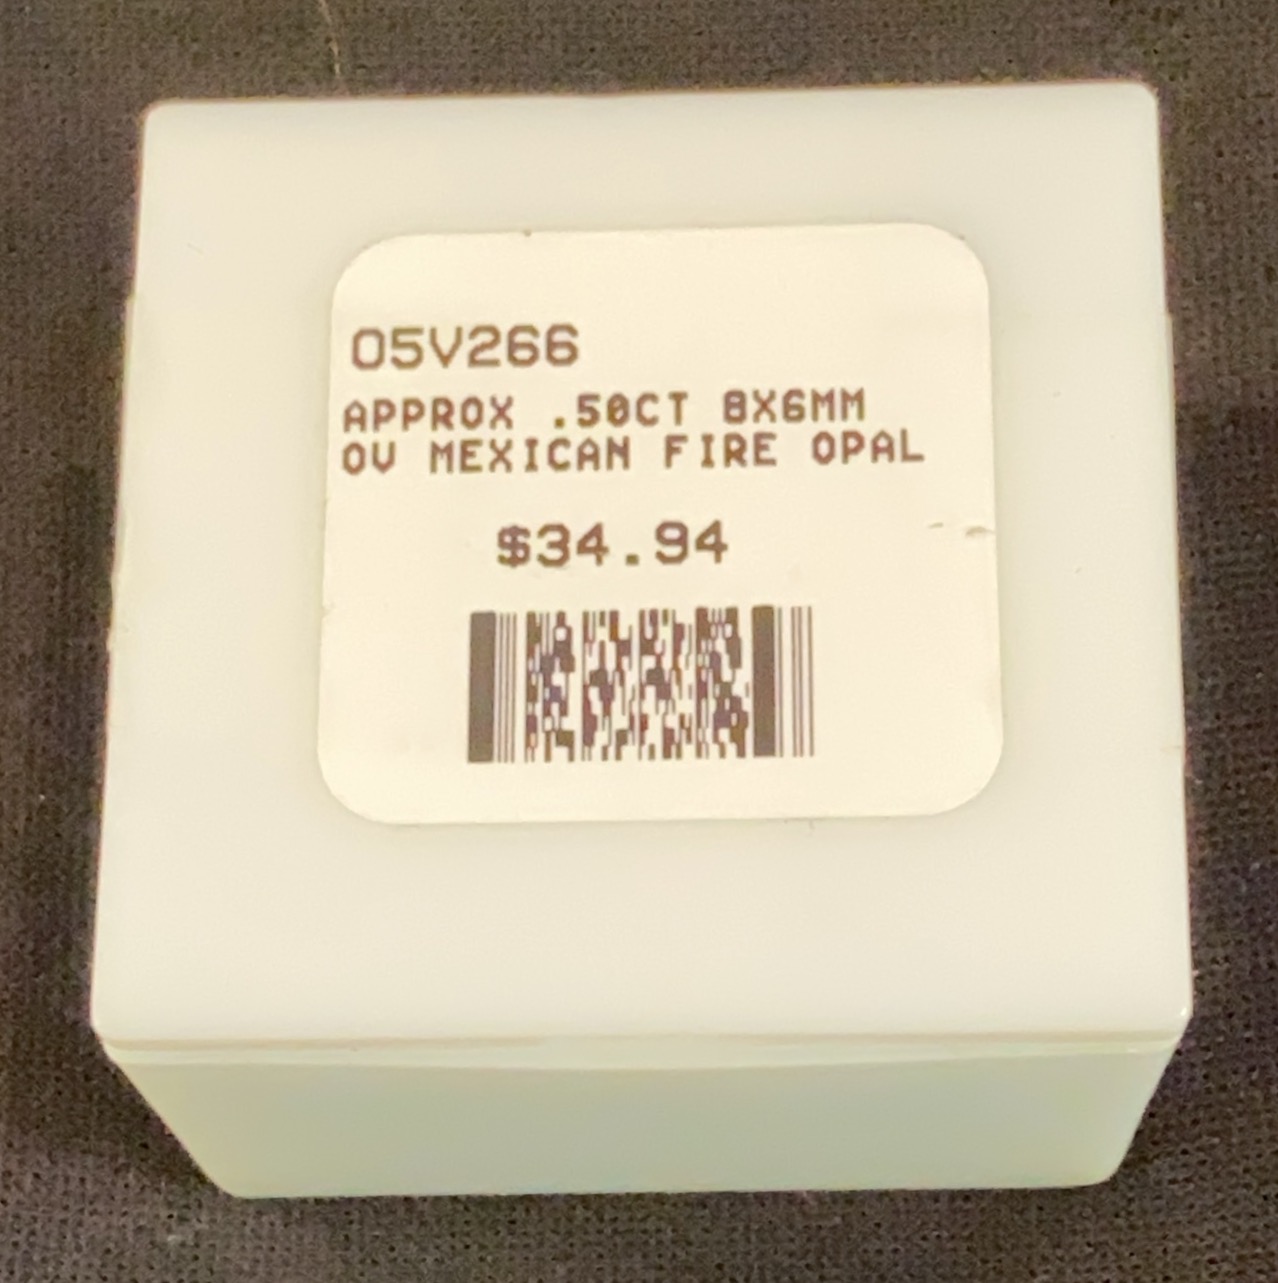 05V266
APPROX .50CT 8X6MM
OV MEXICAN FIRE OPAL
$34.94